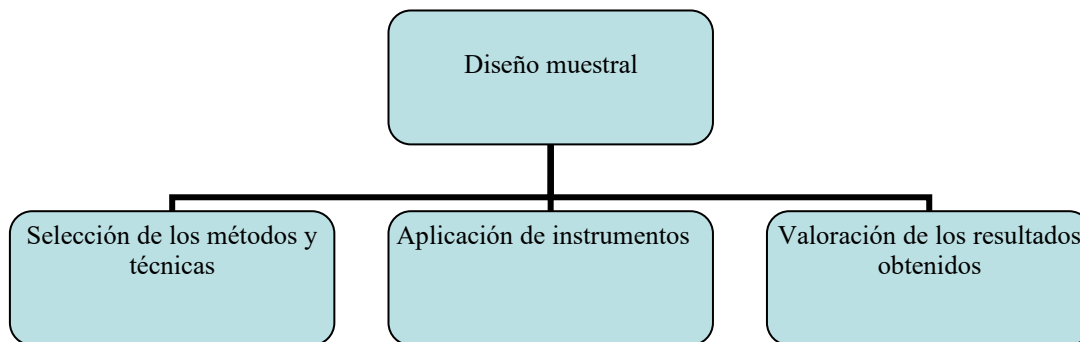 Diseño muestral
Selección de los métodos y
técnicas
Aplicación de instrumentos
Valoración de los resultados
obtenidos